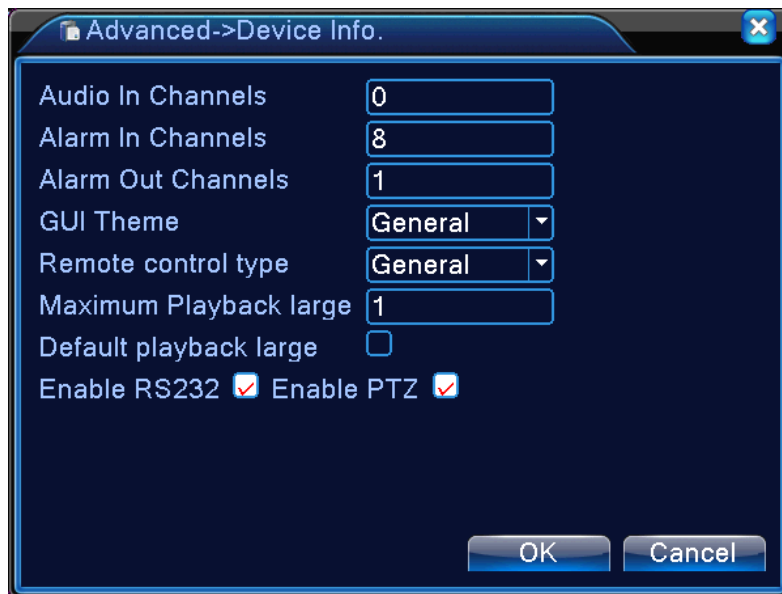 Advanced->Device Info.
Audio In Channels 0
Alarm In Channels 8
Alarm Out Channels 1
GUI Theme General
Remote control type General
Maximum Playback large 1
Default playback large
Enable RS232 Enable PTZ
OK Cancel